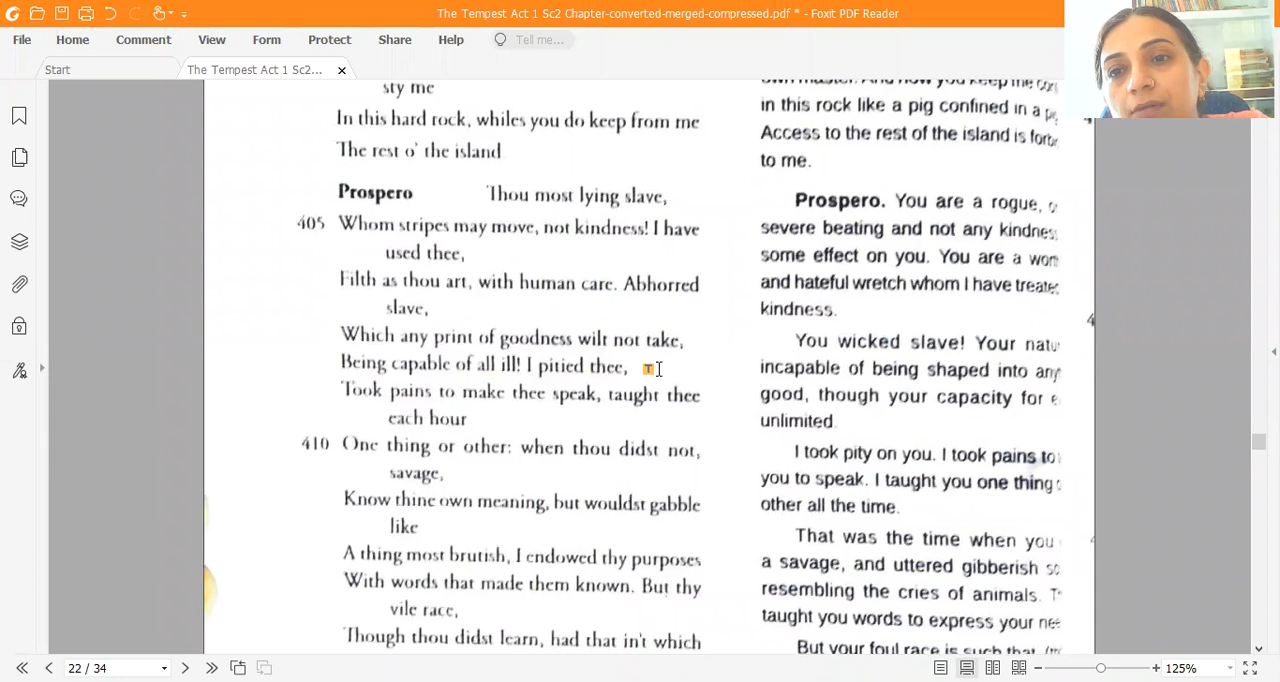 The Tempest Act 1 Sc2 Chapter-converted-merged-compressed.pdf * - Foxit PDF Reader
File Home Comment View Form Protect Share Help Tell me...
Start The Tempest Act 1 Sc2...
sty me
In this hard rock, whiles you do keep from me
The rest o' the island
Prospero Thou most lying slave,
405 Whom stripes may move, not kindness! I have
used thee,
Filth as thou art, with human care. Abhorred
slave,
Which any print of goodness wilt not take,
Being capable of all ill! I pitied thee, T
Took pains to make thee speak, taught thee
each hour
410 One thing or other: when thou didst not,
savage,
Know thine own meaning, but wouldst gabble
like
A thing most brutish, I endowed thy purposes
With words that made them known. But thy
vile race,
Though thou didst learn, had that in't which
own master. And now you keep me
in this rock like a pig confined in a
Access to the rest of the island is
to me.
Prospero. You are a rogue,
severe beating and not any
some effect on you. You are a
and hateful wretch whom I have
kindness.
You wicked slave! Your
incapable of being shaped into
good, though your capacity for
unlimited.
I took pity on you. I took pains to
you to speak. I taught you one thing
other all the time.
That was the time when you
a savage, and uttered gibberish
resembling the cries of animals.
taught you words to express your
But your foul race is such that
22 / 34
125%